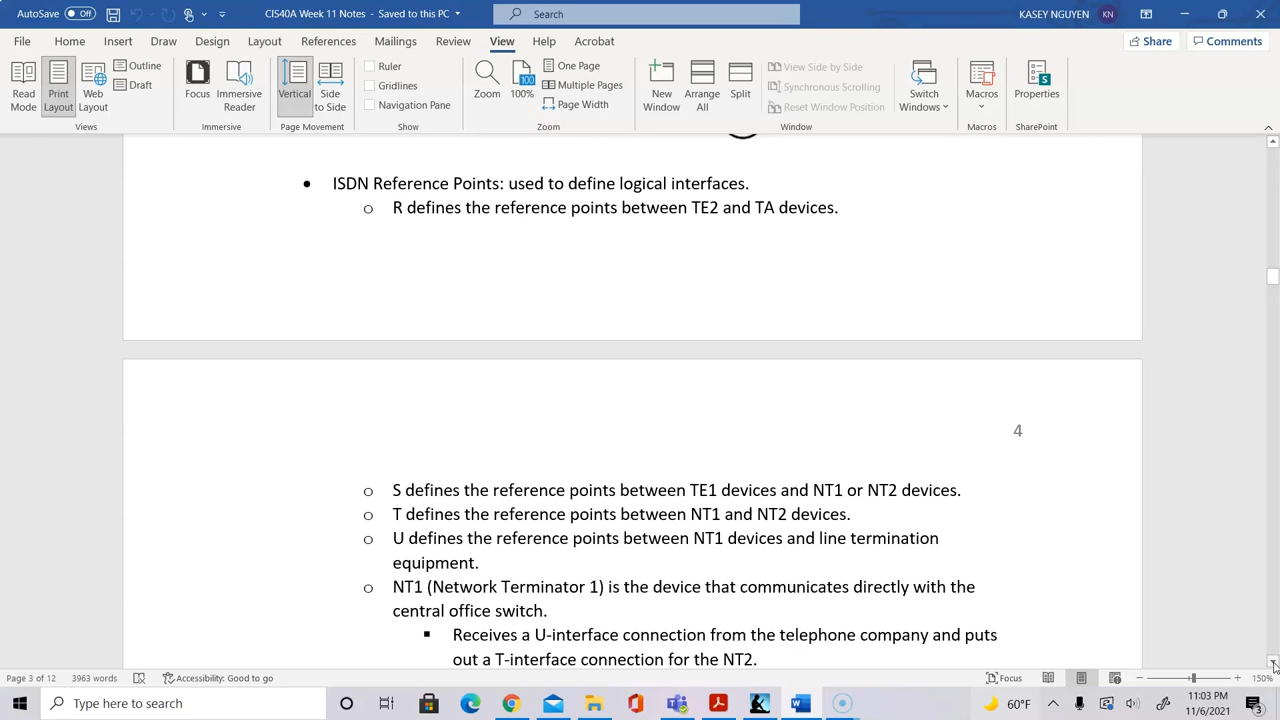 AutoSave Off CIS40A Week 11 Notes • Saved to this PC Search KASEY NGUYEN KN
File Home Insert Draw Design Layout References Mailings Review View Help Acrobat Share Comments
Read Mode Print Layout Web Layout Outline Draft
Focus Immersive Reader
Vertical Side to Side
Ruler Gridlines Navigation Pane
Zoom 100% One Page Multiple Pages Page Width
New Window Arrange All Split
View Side by Side Synchronous Scrolling Reset Window Position
Switch Windows Macros Properties
Views Immersive Page Movement Show Zoom Window Macros SharePoint
• ISDN Reference Points: used to define logical interfaces.
o R defines the reference points between TE2 and TA devices.
4
o S defines the reference points between TE1 devices and NT1 or NT2 devices.
o T defines the reference points between NT1 and NT2 devices.
o U defines the reference points between NT1 devices and line termination
equipment.
o NT1 (Network Terminator 1) is the device that communicates directly with the
central office switch.
▪ Receives a U-interface connection from the telephone company and puts
out a T-interface connection for the NT2.
Page 3 of 12 3963 words Accessibility: Good to go Focus 150%
Type here to search 60°F 11:03 PM
11/6/2021 3